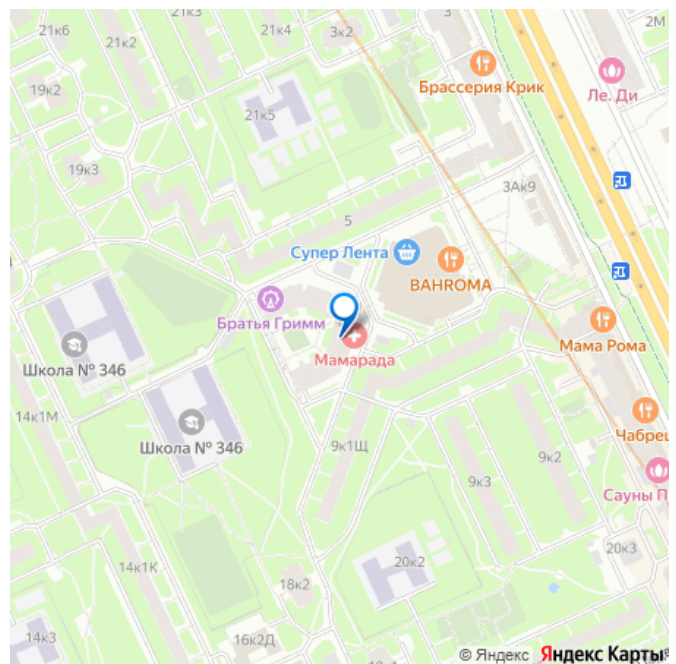 21к3
3
2М
21к6
21к2
21к4
3к2
Брассерия Крик
Ле. Ди
19к2
21к5
19к3
3Ак9
5
Супер Лента
BAHROMA
Братья Гримм
Мамарада
Мама Рома
Школа № 346
14к1М
Школа № 346
9к1Щ
9к3
9к2
Чабрец
Сауны П
20к3
20к2
14к1К
18к2
14к3
16к2Д
© Яндекс Яндекс Карты